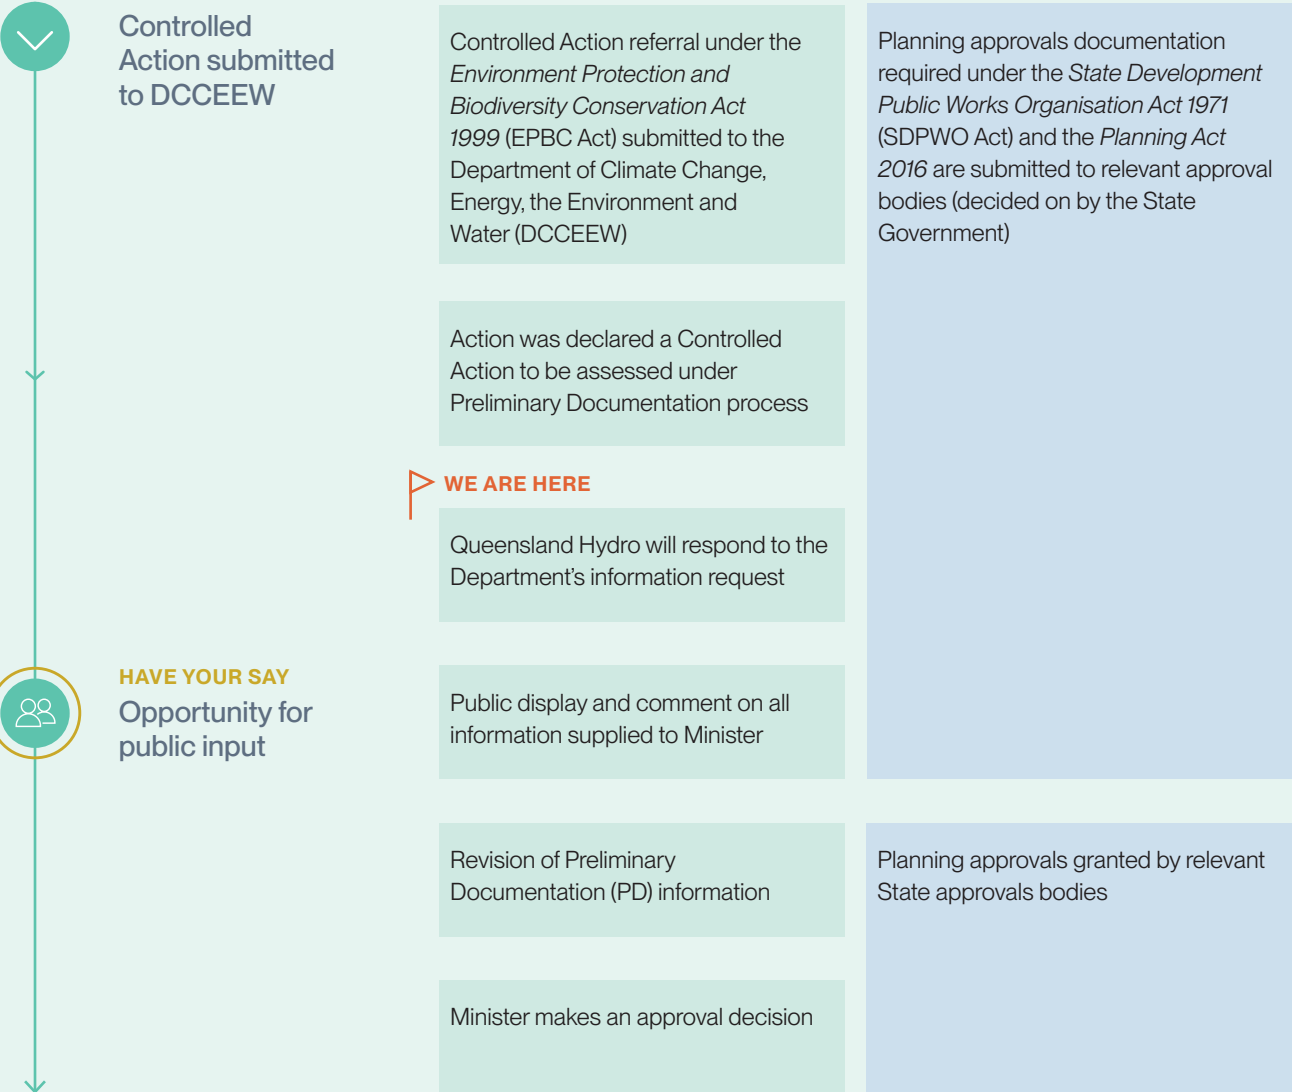 Controlled
Action submitted
to DCCEEW
Controlled Action referral under the
Environment Protection and
Biodiversity Conservation Act
1999 (EPBC Act) submitted to the
Department of Climate Change,
Energy, the Environment and
Water (DCCEEW)
Planning approvals documentation
required under the State Development
Public Works Organisation Act 1971
(SDPWO Act) and the Planning Act
2016 are submitted to relevant approval
bodies (decided on by the State
Government)
Action was declared a Controlled
Action to be assessed under
Preliminary Documentation process
WE ARE HERE
Queensland Hydro will respond to the
Department’s information request
HAVE YOUR SAY
Opportunity for
public input
Public display and comment on all
information supplied to Minister
Revision of Preliminary
Documentation (PD) information
Planning approvals granted by relevant
State approvals bodies
Minister makes an approval decision